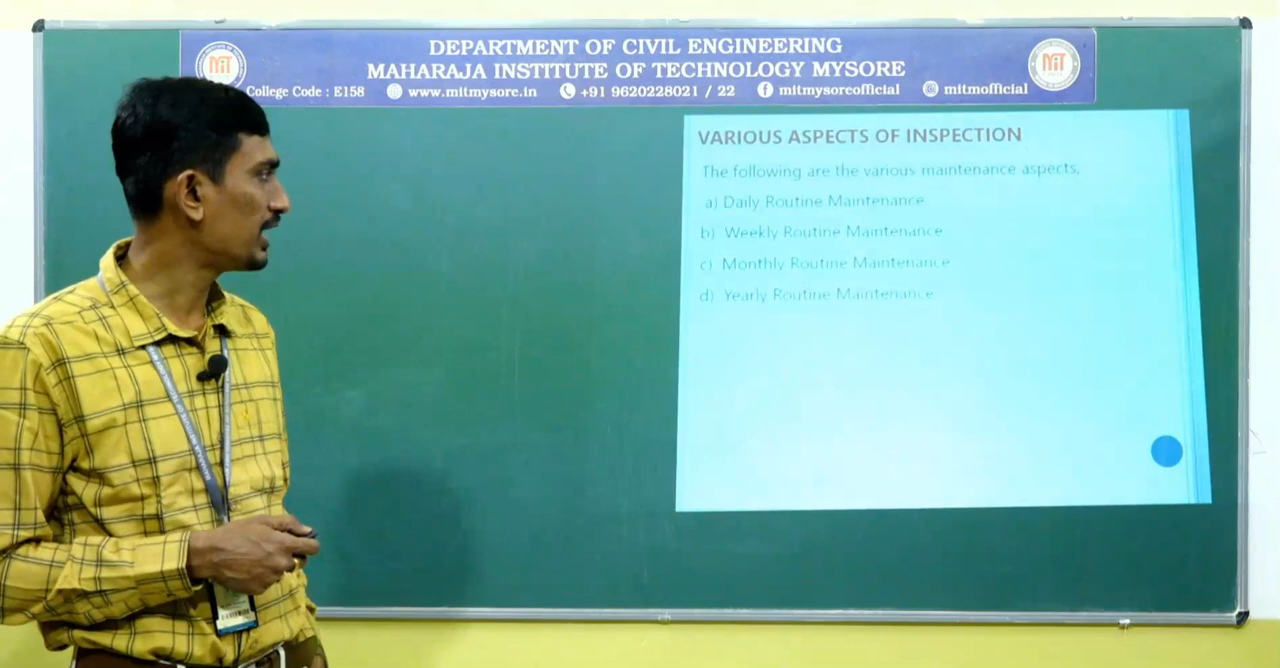 DEPARTMENT OF CIVIL ENGINEERING
MAHARAJA INSTITUTE OF TECHNOLOGY MYSORE
College Code : E158 www.mitmysore.in +91 9620228021 / 22 mitmysoreofficial mitmofficial
MIT
MIT
VARIOUS ASPECTS OF INSPECTION
The following are the various maintenance aspects,
a) Daily Routine Maintenance
b) Weekly Routine Maintenance
c) Monthly Routine Maintenance
d) Yearly Routine Maintenance